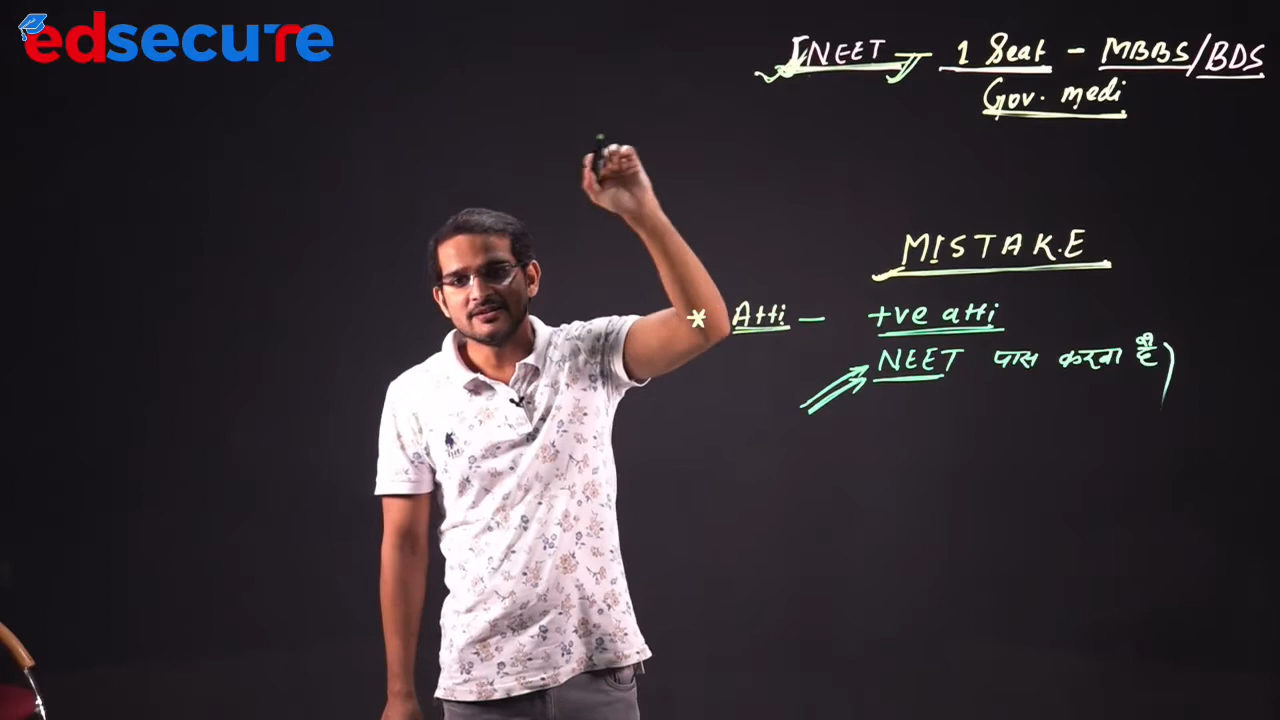 edsecure
NEET - 1 Seat - MBBS/BDS
Gov. medi
MISTAKE
* Atti - +ve atti
NEET पास करना ही है